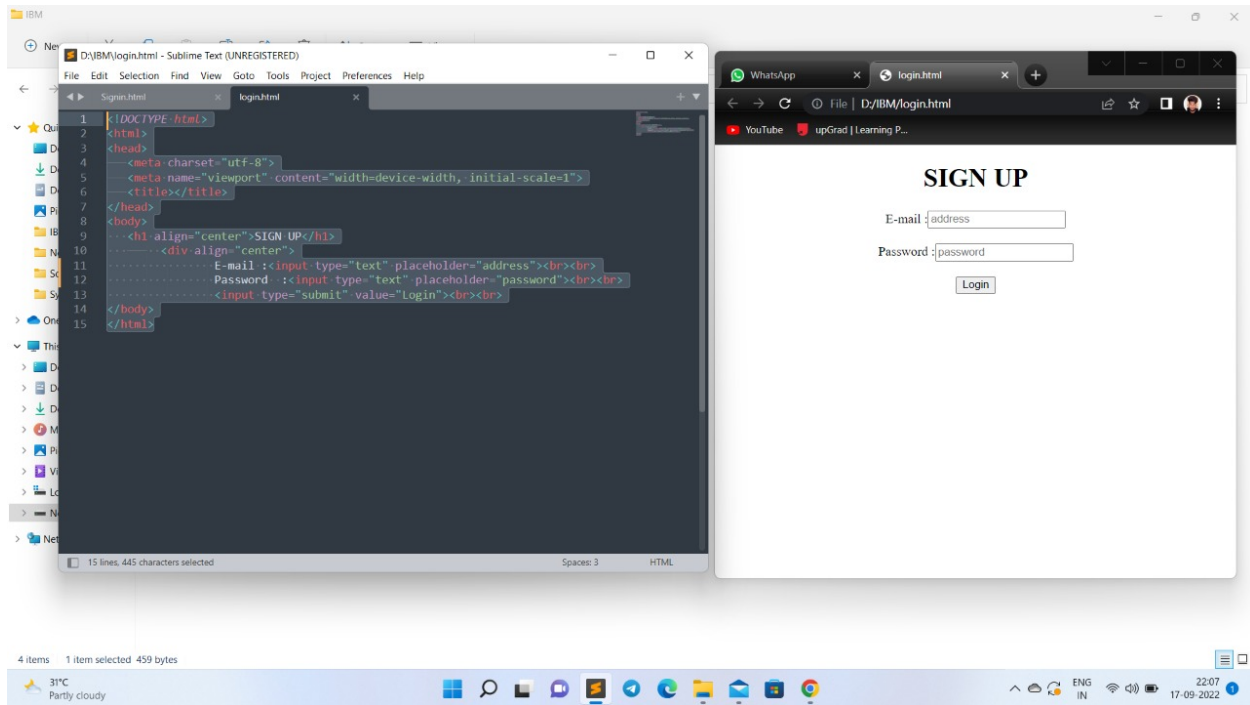 IBM
D:\IBM\login.html - Sublime Text (UNREGISTERED)
File Edit Selection Find View Goto Tools Project Preferences Help
Signin.html login.html
1 <!DOCTYPE html>
2 <html>
3 <head>
4 <meta charset="utf-8">
5 <meta name="viewport" content="width=device-width, initial-scale=1">
6 <title></title>
7 </head>
8 <body>
9 <h1 align="center">SIGN UP</h1>
10 <div align="center">
11 E-mail :<input type="text" placeholder="address"><br><br>
12 Password :<input type="text" placeholder="password"><br><br>
13 <input type="submit" value="Login"><br><br>
14 </body>
15 </html>
15 lines, 445 characters selected Spaces: 3 HTML
WhatsApp login.html
File D:/IBM/login.html
YouTube upGrad | Learning P...
SIGN UP
E-mail : address
Password : password
Login
4 items 1 item selected 459 bytes
31°C
Partly cloudy
ENG
IN
22:07
17-09-2022
1